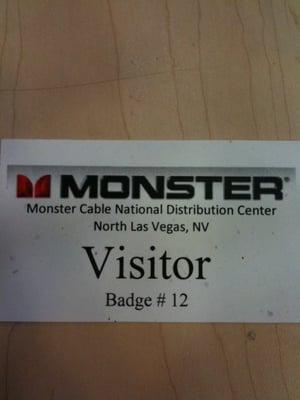 MONSTER®
Monster Cable National Distribution Center
North Las Vegas, NV
Visitor
Badge # 12